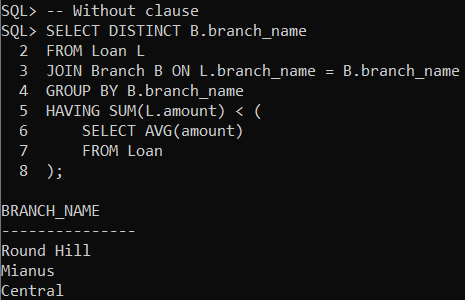 SQL> -- Without clause
SQL> SELECT DISTINCT B.branch_name
  2  FROM Loan L
  3  JOIN Branch B ON L.branch_name = B.branch_name
  4  GROUP BY B.branch_name
  5  HAVING SUM(L.amount) < (
  6      SELECT AVG(amount)
  7      FROM Loan
  8  );

BRANCH_NAME
---------------
Round Hill
Mianus
Central